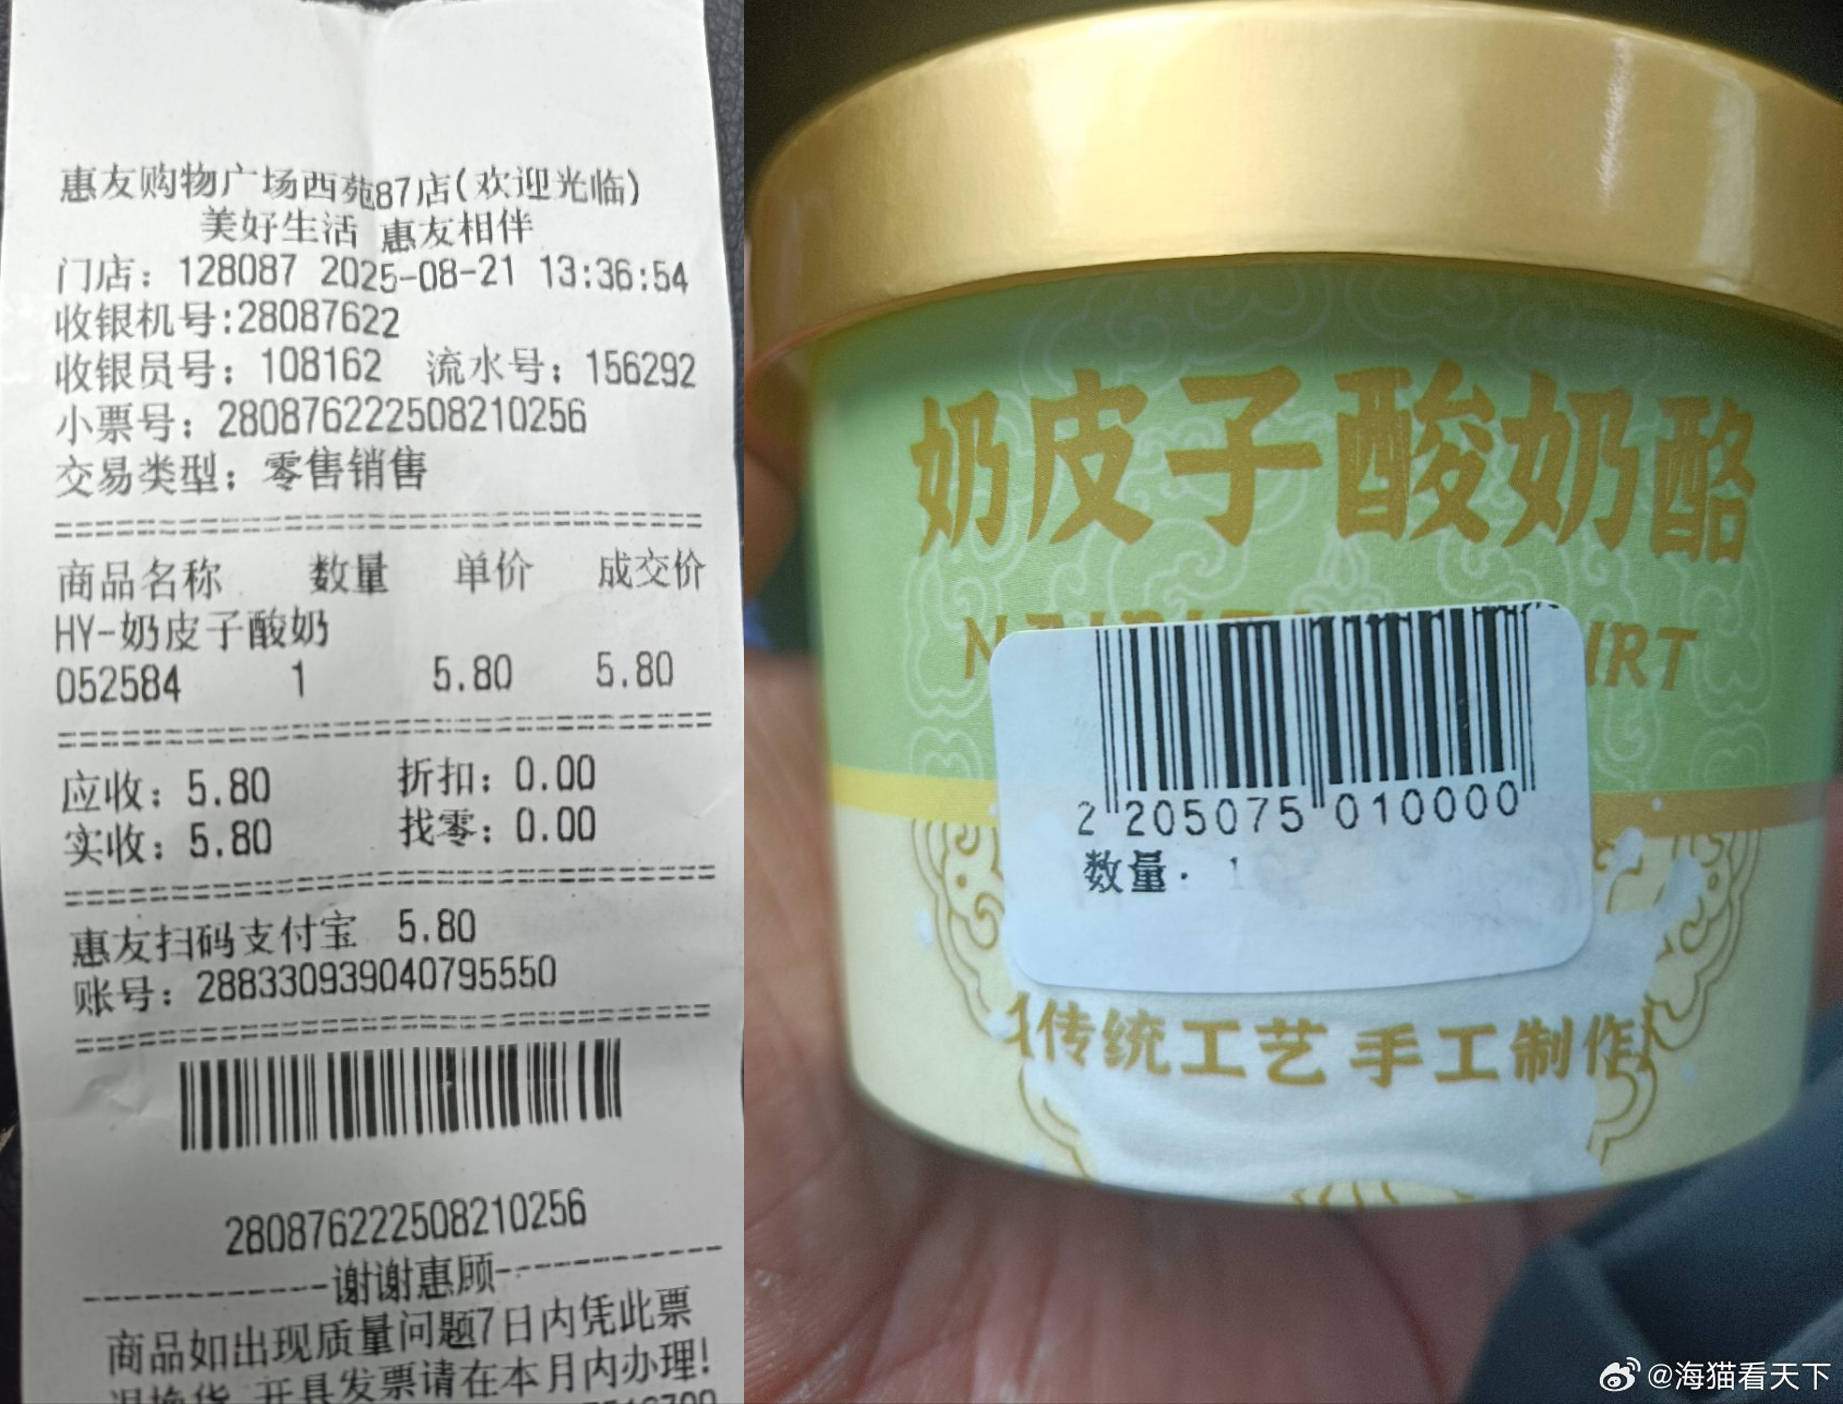 惠友购物广场西苑87店(欢迎光临)
美好生活 惠友相伴
门店: 128087 2025-08-21 13:36:54
收银机号:28087622
收银员号: 108162 流水号: 156292
小票号: 280876222508210256
交易类型: 零售销售
商品名称 数量 单价 成交价
HY-奶皮子酸奶
052584 1 5.80 5.80
应收: 5.80 折扣: 0.00
实收: 5.80 找零: 0.00
惠友扫码支付宝 5.80
账号: 288330939040795550
280876222508210256
谢谢惠顾
商品如出现质量问题7日内凭此票
退换货 开具发票请在本月内办理!
奶皮子酸奶酪
2 205075 010000
数量: 1
传统工艺 手工制作
@海猫看天下